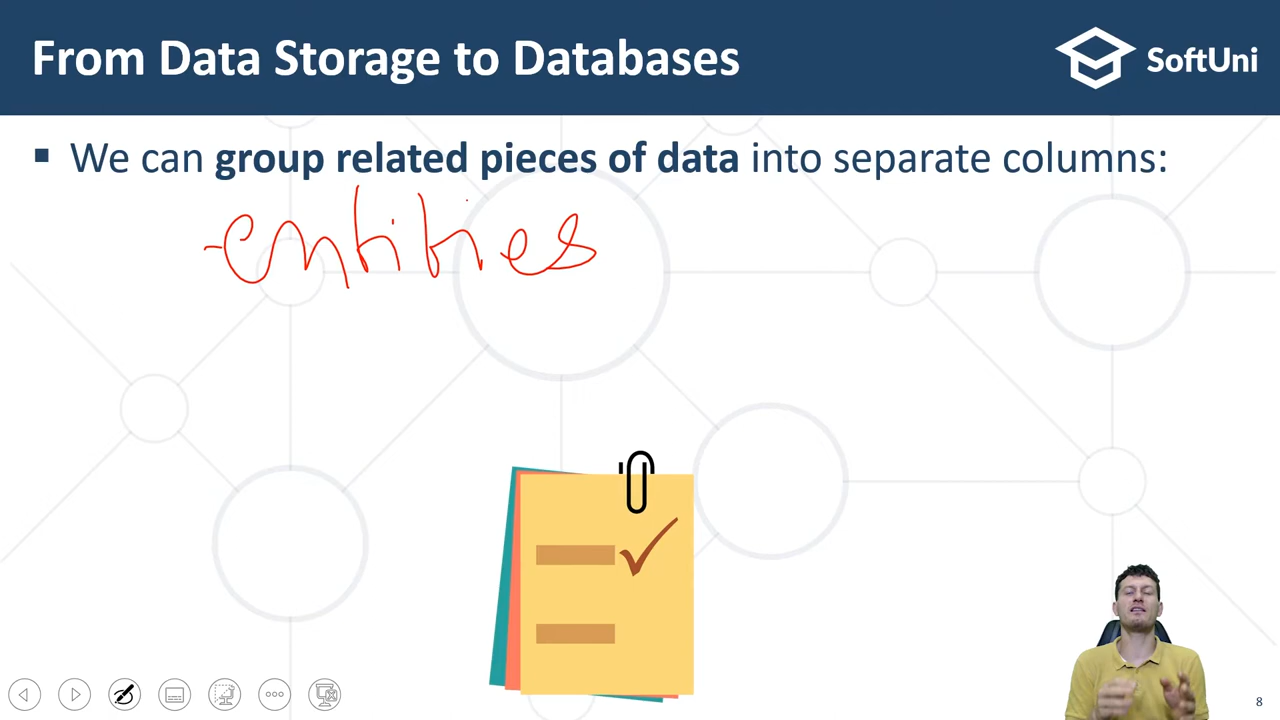 From Data Storage to Databases
SoftUni
▪ We can group related pieces of data into separate columns:
entities
8